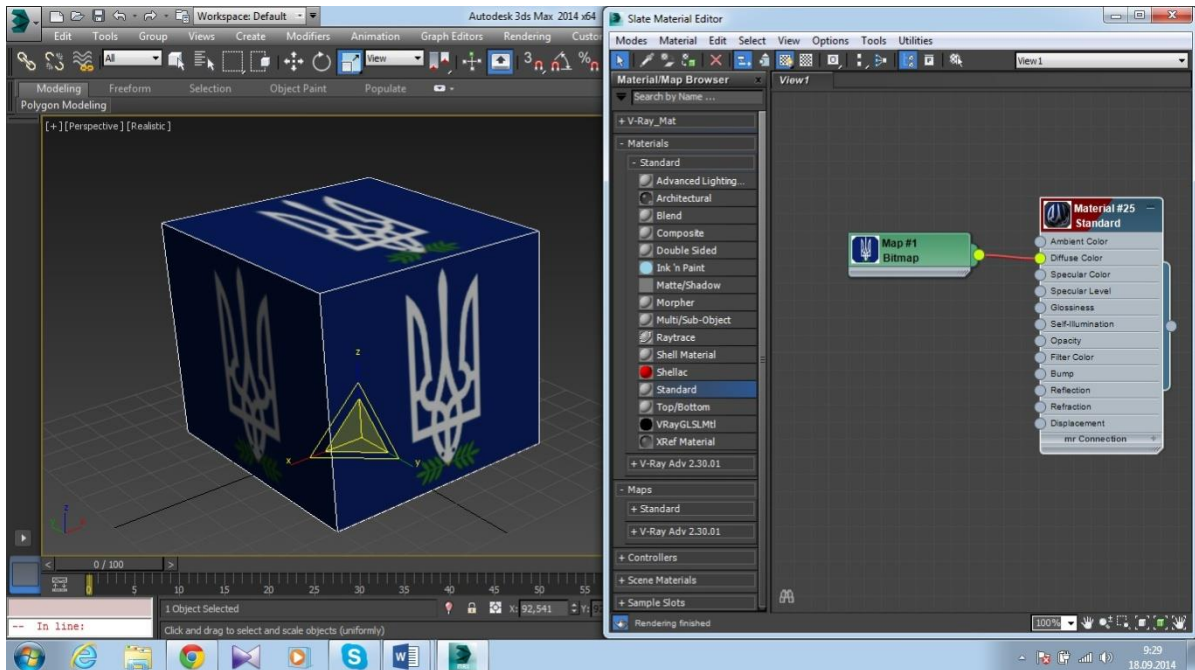 Workspace: Default
Autodesk 3ds Max 2014 x64
Edit Tools Group Views Create Modifiers Animation Graph Editors Rendering Custo
All
View
3
Modeling Freeform Selection Object Paint Populate
Polygon Modeling
[+] [Perspective] [Realistic]
z
x
y
z
0 / 100
0 5 10 15 20 25 30 35 40 45 50 55
1 Object Selected
X: 92,541
Y:
-- In line:
Click and drag to select and scale objects (uniformly)
Slate Material Editor
Modes Material Edit Select View Options Tools Utilities
View1
Material/Map Browser
Search by Name ...
+ V-Ray_Mat
- Materials
- Standard
Advanced Lighting...
Architectural
Blend
Composite
Double Sided
Ink 'n Paint
Matte/Shadow
Morpher
Multi/Sub-Object
Raytrace
Shell Material
Shellac
Standard
Top/Bottom
VRayGLSLMtl
XRef Material
+ V-Ray Adv 2.30.01
- Maps
+ Standard
+ V-Ray Adv 2.30.01
+ Controllers
+ Scene Materials
+ Sample Slots
Rendering finished
View1
Map #1
Bitmap
Material #25
Standard
Ambient Color
Diffuse Color
Specular Color
Specular Level
Glossiness
Self-Illumination
Opacity
Filter Color
Bump
Reflection
Refraction
Displacement
mr Connection +
100%
9:29
18.09.2014